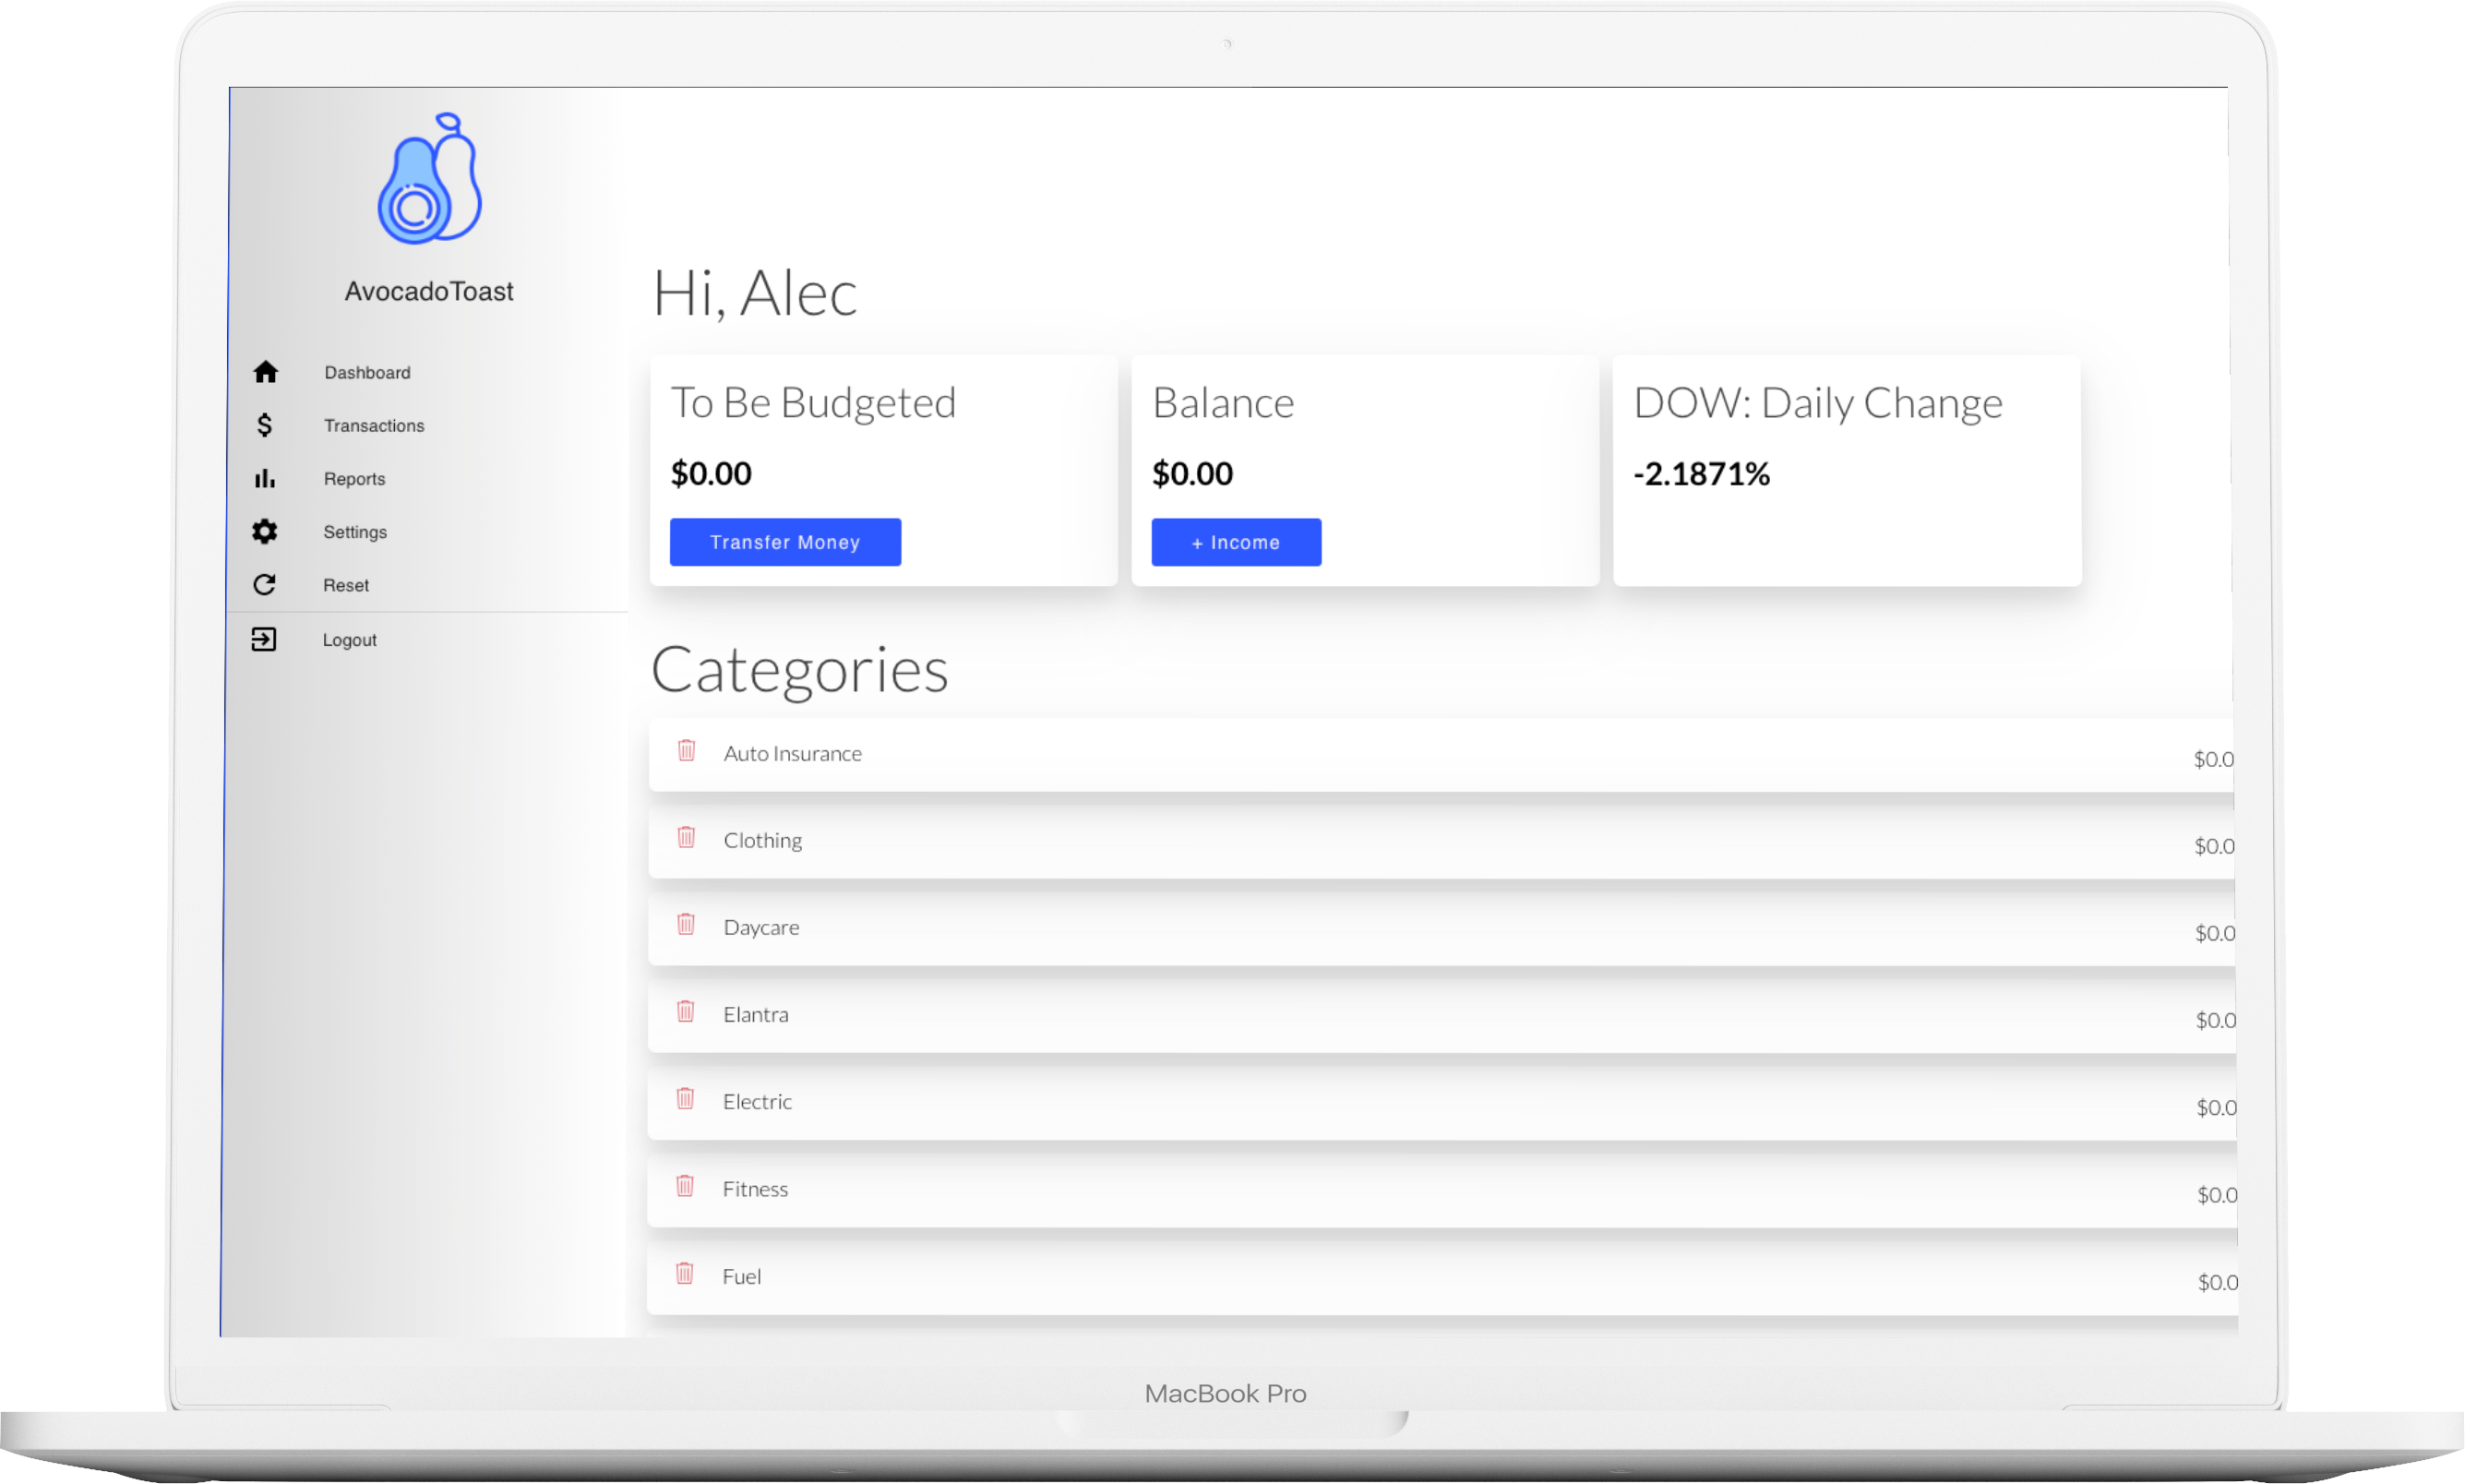 AvocadoToast
Dashboard
Transactions
Reports
Settings
Reset
Logout
Hi, Alec
To Be Budgeted
$0.00
Transfer Money
Balance
$0.00
+ Income
DOW: Daily Change
-2.1871%
Categories
Auto Insurance $0.0
Clothing $0.0
Daycare $0.0
Elantra $0.0
Electric $0.0
Fitness $0.0
Fuel $0.0
MacBook Pro